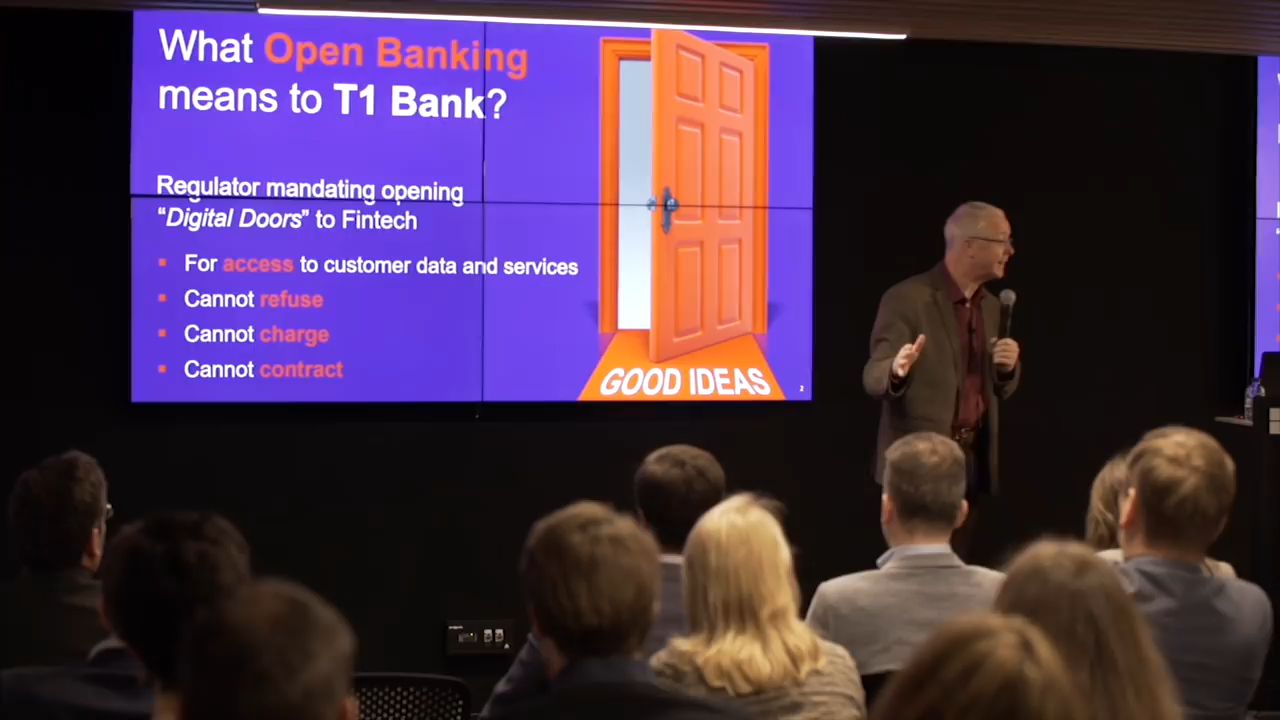 What Open Banking
means to T1 Bank?
Regulator mandating opening
“Digital Doors” to Fintech
▪ For access to customer data and services
▪ Cannot refuse
▪ Cannot charge
▪ Cannot contract
GOOD IDEAS
2